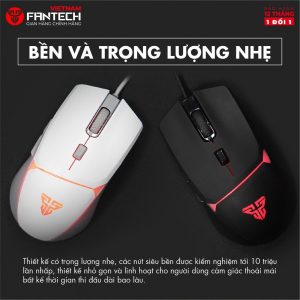 VIETNAM
FANTECH
GIAN HÀNG CHÍNH HÃNG
BẢO HÀNH
12 THÁNG
1 ĐỔI 1
BỀN VÀ TRỌNG LƯỢNG NHẸ
Thiết kế có trọng lượng nhẹ, các nút siêu bền được kiểm nghiệm tới 10 triệu
lần nhấp, thiết kế nhỏ gọn và linh hoạt cho người dùng cảm giác thoải mái
bất kể thời gian thi đấu dài bao lâu.